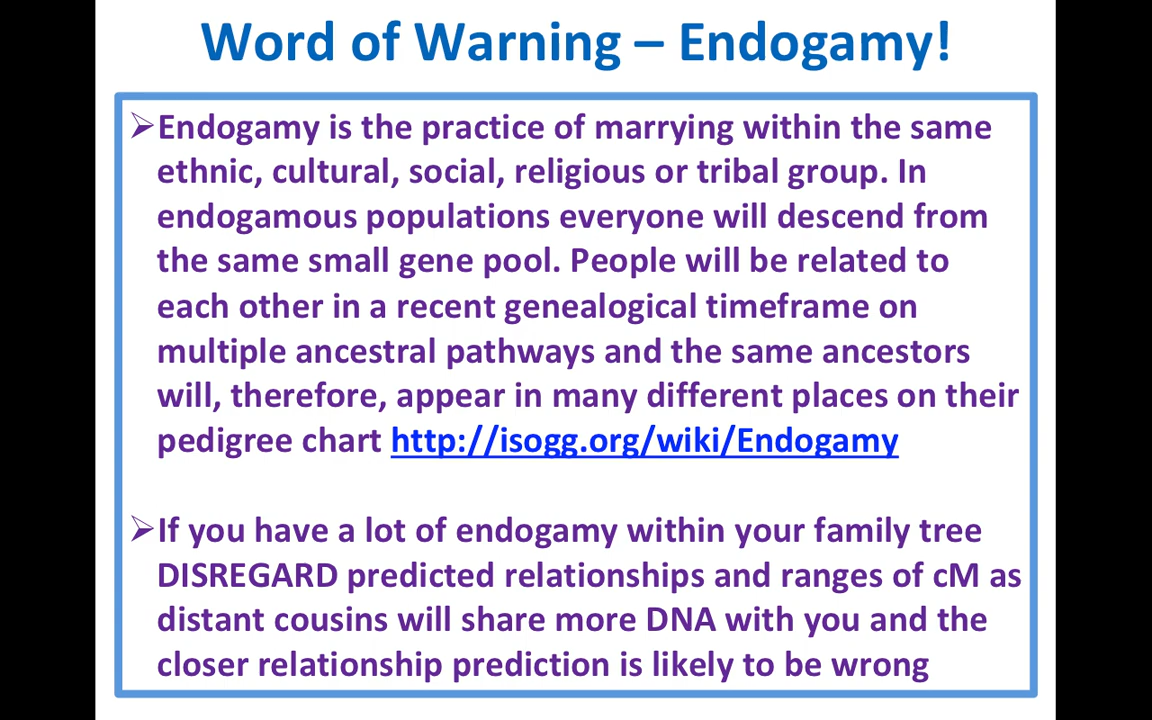 Word of Warning – Endogamy!
➢Endogamy is the practice of marrying within the same
ethnic, cultural, social, religious or tribal group. In
endogamous populations everyone will descend from
the same small gene pool. People will be related to
each other in a recent genealogical timeframe on
multiple ancestral pathways and the same ancestors
will, therefore, appear in many different places on their
pedigree chart http://isogg.org/wiki/Endogamy
➢If you have a lot of endogamy within your family tree
DISREGARD predicted relationships and ranges of cM as
distant cousins will share more DNA with you and the
closer relationship prediction is likely to be wrong